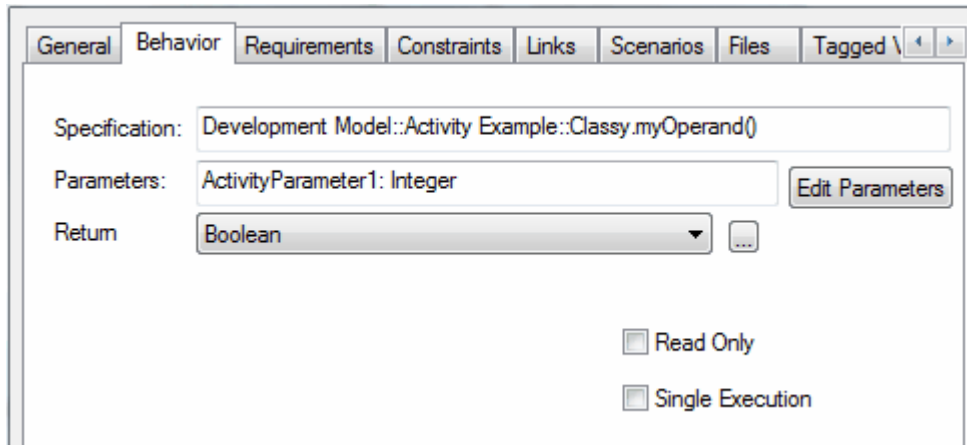 General Behavior Requirements Constraints Links Scenarios Files Tagged
Specification: Development Model::Activity Example::Classy.myOperand()
Parameters: ActivityParameter1: Integer Edit Parameters
Return Boolean ...
Read Only
Single Execution